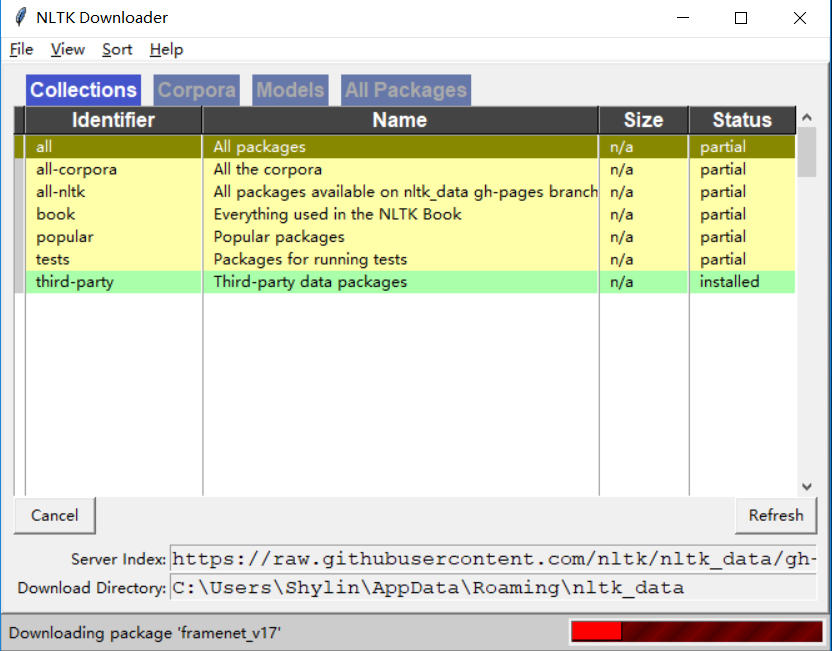 NLTK Downloader
File View Sort Help
Collections Corpora Models All Packages
Identifier Name Size Status
all All packages n/a partial
all-corpora All the corpora n/a partial
all-nltk All packages available on nltk_data gh-pages branch n/a partial
book Everything used in the NLTK Book n/a partial
popular Popular packages n/a partial
tests Packages for running tests n/a partial
third-party Third-party data packages n/a installed
Cancel Refresh
Server Index: https://raw.githubusercontent.com/nltk/nltk_data/gh-
Download Directory: C:\Users\Shylin\AppData\Roaming\nltk_data
Downloading package 'framenet_v17'